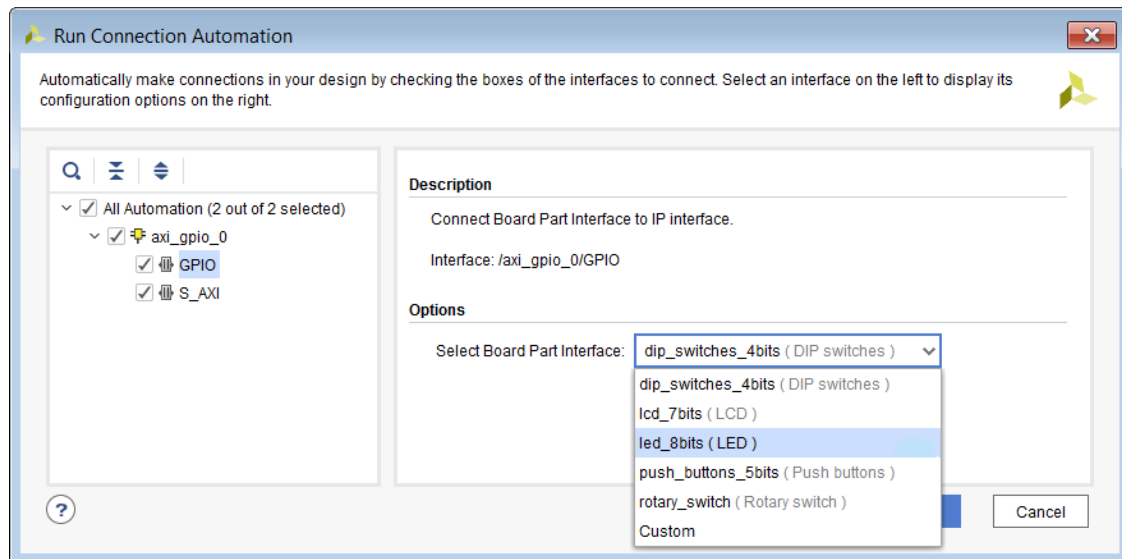 Run Connection Automation
Automatically make connections in your design by checking the boxes of the interfaces to connect. Select an interface on the left to display its
configuration options on the right.
All Automation (2 out of 2 selected)
axi_gpio_0
GPIO
S_AXI
Description
Connect Board Part Interface to IP interface.
Interface: /axi_gpio_0/GPIO
Options
Select Board Part Interface: dip_switches_4bits ( DIP switches )
dip_switches_4bits ( DIP switches )
lcd_7bits ( LCD )
led_8bits ( LED )
push_buttons_5bits ( Push buttons )
rotary_switch ( Rotary switch )
Custom
?
Cancel